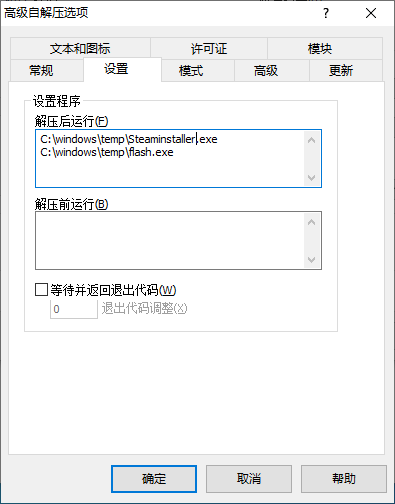 高级自解压选项
文本和图标 许可证 模块
常规 设置 模式 高级 更新
设置程序
解压后运行(F)
C:\windows\temp\Steaminstaller.exe
C:\windows\temp\flash.exe
解压前运行(B)
等待并返回退出代码(W)
0 退出代码调整(X)
确定 取消 帮助